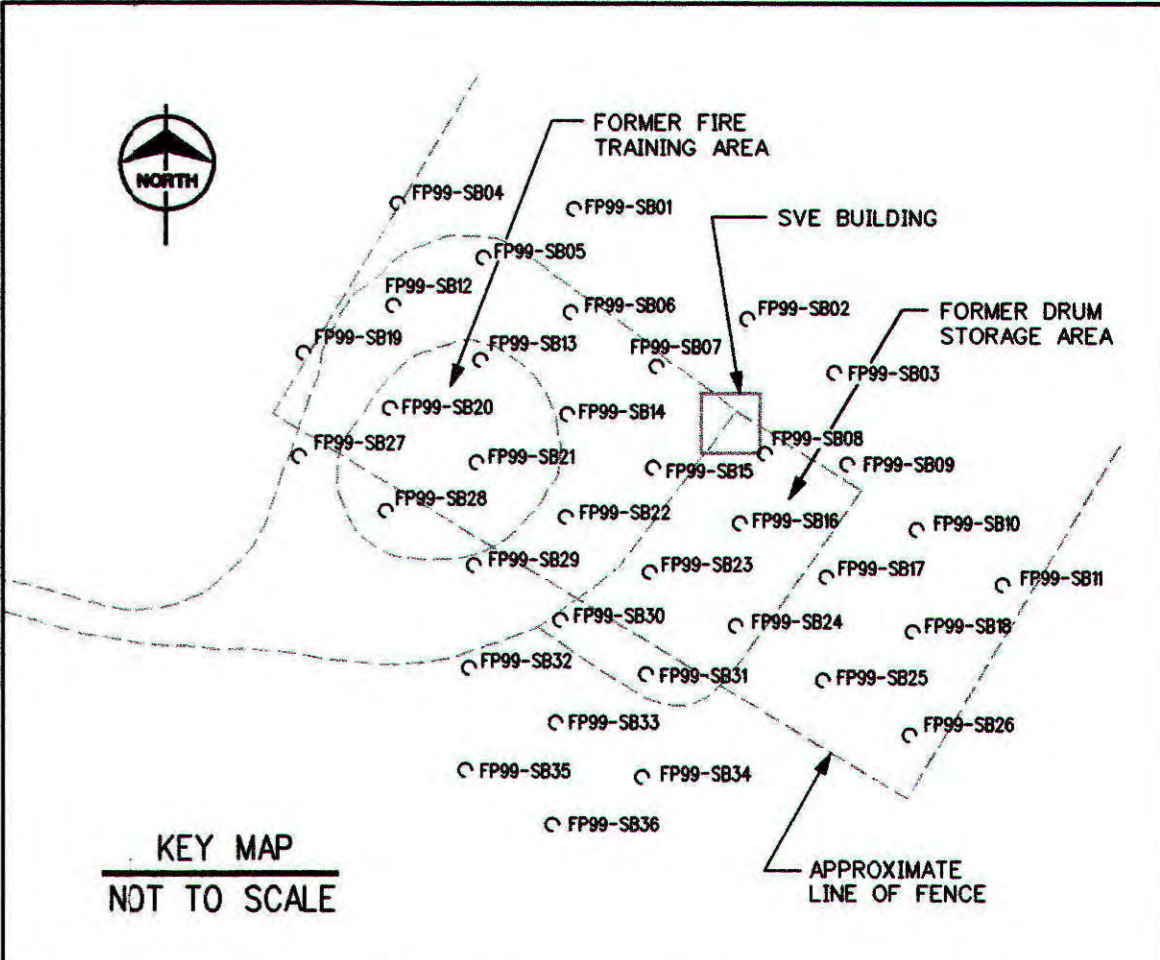 FORMER FIRE
TRAINING AREA
NORTH
FP99-SB04
FP99-SB01
SVE BUILDING
FP99-SB05
FP99-SB12
FP99-SB06
FP99-SB02
FORMER DRUM
STORAGE AREA
FP99-SB19
FP99-SB13
FP99-SB07
FP99-SB03
FP99-SB20
FP99-SB14
FP99-SB27
FP99-SB21
FP99-SB08
FP99-SB15
FP99-SB09
FP99-SB28
FP99-SB22
FP99-SB16
FP99-SB10
FP99-SB29
FP99-SB23
FP99-SB17
FP99-SB11
FP99-SB30
FP99-SB24
FP99-SB18
FP99-SB32
FP99-SB31
FP99-SB25
FP99-SB33
FP99-SB26
FP99-SB35
FP99-SB34
FP99-SB36
KEY MAP
NOT TO SCALE
APPROXIMATE
LINE OF FENCE